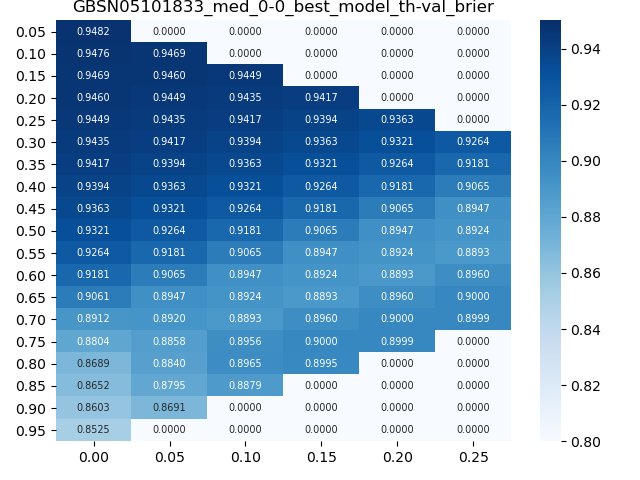 GBSN05101833_med_0-0_best_model_th-val_brier
0.05 0.9482 0.0000 0.0000 0.0000 0.0000 0.0000
0.10 0.9476 0.9469 0.0000 0.0000 0.0000 0.0000
0.15 0.9469 0.9460 0.9449 0.0000 0.0000 0.0000
0.20 0.9460 0.9449 0.9435 0.9417 0.0000 0.0000
0.25 0.9449 0.9435 0.9417 0.9394 0.9363 0.0000
0.30 0.9435 0.9417 0.9394 0.9363 0.9321 0.9264
0.35 0.9417 0.9394 0.9363 0.9321 0.9264 0.9181
0.40 0.9394 0.9363 0.9321 0.9264 0.9181 0.9065
0.45 0.9363 0.9321 0.9264 0.9181 0.9065 0.8947
0.50 0.9321 0.9264 0.9181 0.9065 0.8947 0.8924
0.55 0.9264 0.9181 0.9065 0.8947 0.8924 0.8893
0.60 0.9181 0.9065 0.8947 0.8924 0.8893 0.8960
0.65 0.9061 0.8947 0.8924 0.8893 0.8960 0.9000
0.70 0.8912 0.8920 0.8893 0.8960 0.9000 0.8999
0.75 0.8804 0.8858 0.8956 0.9000 0.8999 0.0000
0.80 0.8689 0.8840 0.8965 0.8995 0.0000 0.0000
0.85 0.8652 0.8795 0.8879 0.0000 0.0000 0.0000
0.90 0.8603 0.8691 0.0000 0.0000 0.0000 0.0000
0.95 0.8525 0.0000 0.0000 0.0000 0.0000 0.0000
0.00 0.05 0.10 0.15 0.20 0.25
0.94
0.92
0.90
0.88
0.86
0.84
0.82
0.80